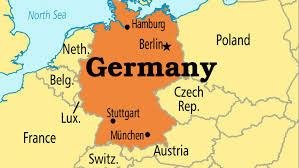 North Sea
Hamburg
Berlin
Poland
Neth.
Germany
Belg.
Czech
Rep.
Lux.
Stuttgart
France
München
Austria
Switz.